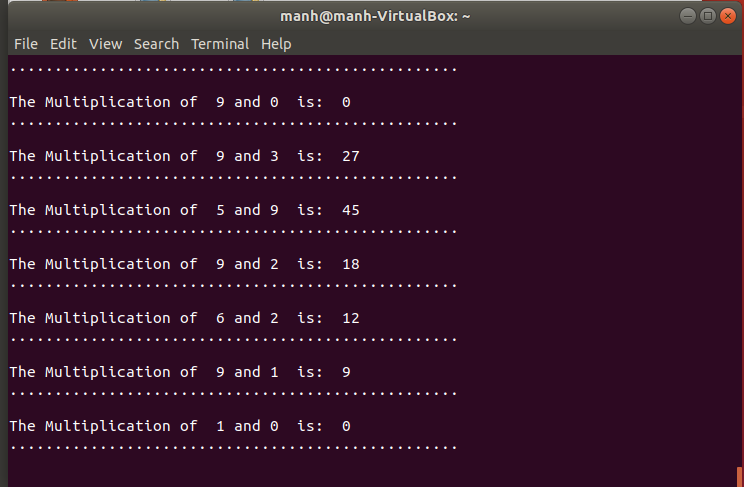 manh@manh-VirtualBox: ~
File Edit View Search Terminal Help
..................................................
The Multiplication of  9 and 0  is:  0
..................................................
The Multiplication of  9 and 3  is:  27
..................................................
The Multiplication of  5 and 9  is:  45
..................................................
The Multiplication of  9 and 2  is:  18
..................................................
The Multiplication of  6 and 2  is:  12
..................................................
The Multiplication of  9 and 1  is:  9
..................................................
The Multiplication of  1 and 0  is:  0
..................................................